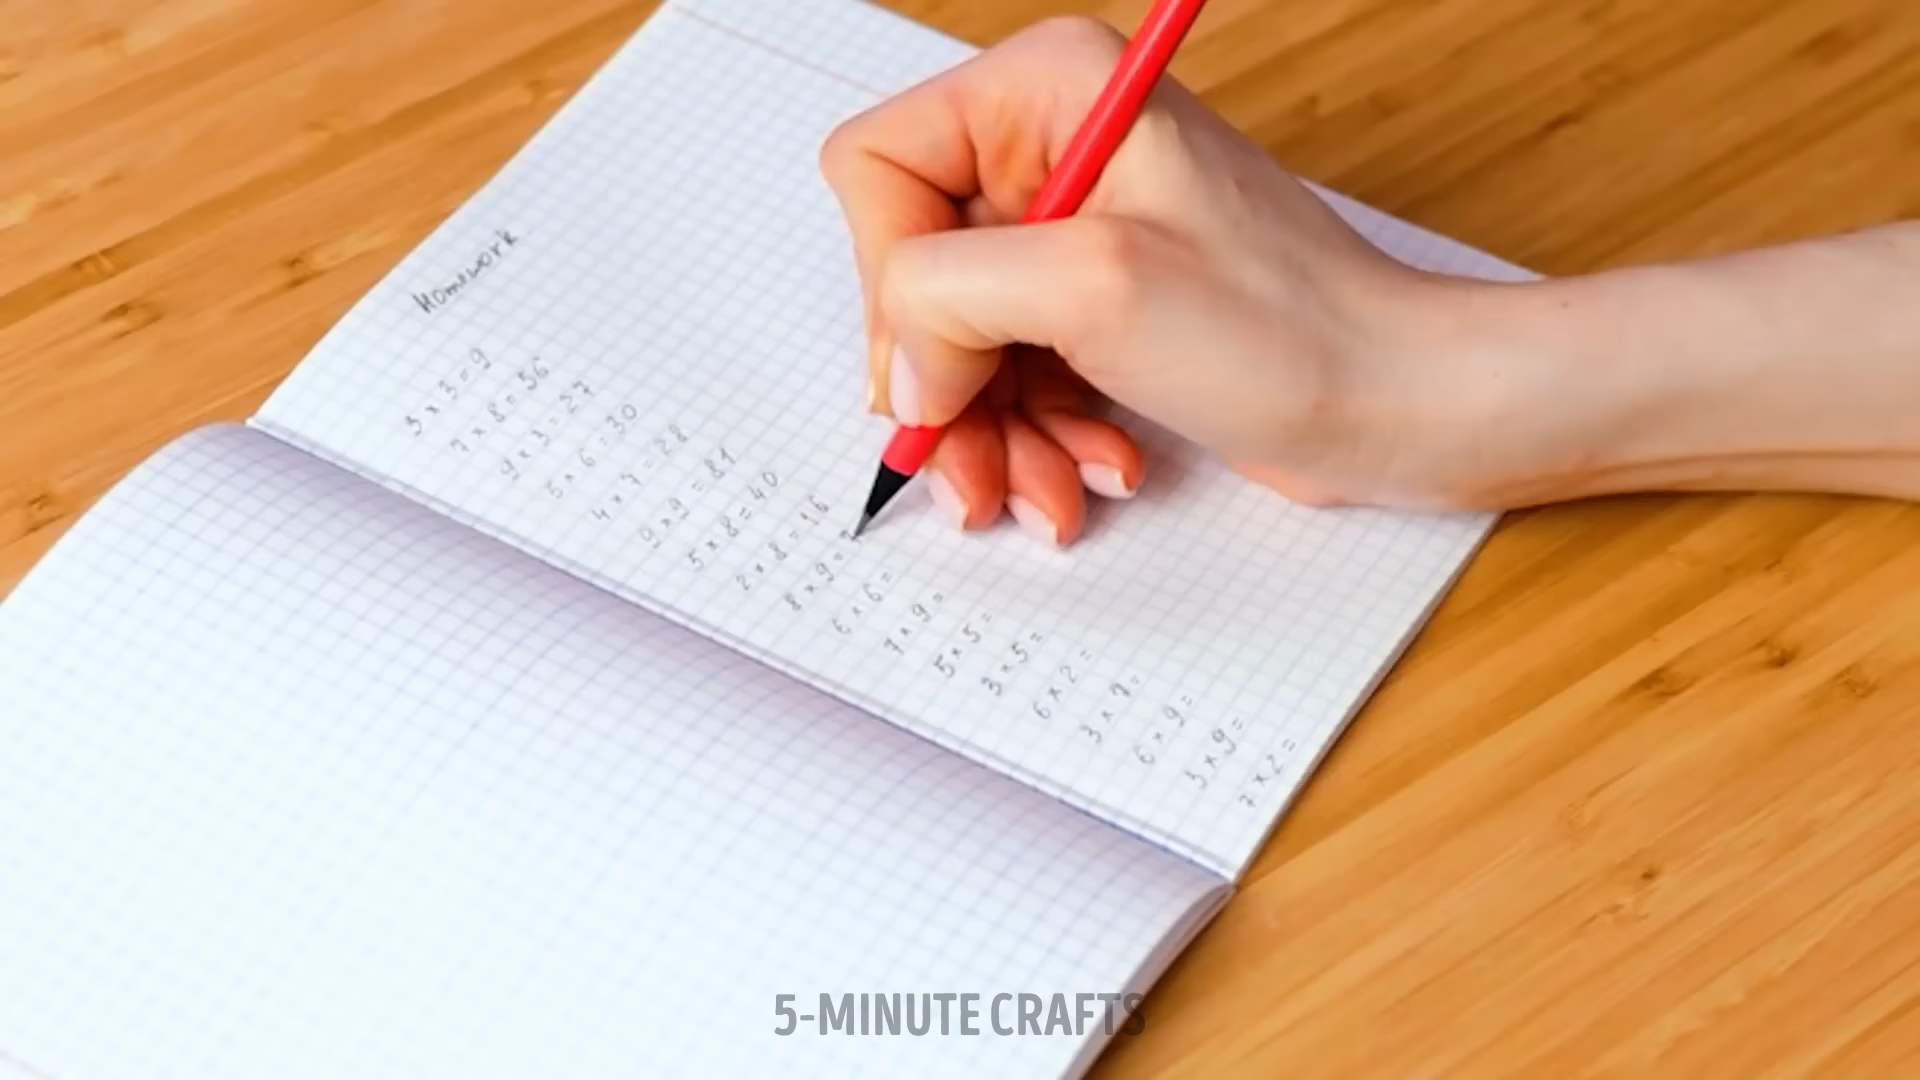 Homework
3 x 3 = 9
7 x 8 = 56
9 x 3 = 27
5 x 6 = 30
4 x 7 = 28
9 x 9 = 81
5 x 8 = 40
2 x 8 = 16
8 x 9 = 7
6 x 6 =
7 x 9 =
5 x 5 =
3 x 5 =
6 x 2 =
3 x 7 =
6 x 9 =
3 x 9 =
7 x 2 =
5-MINUTE CRAFTS